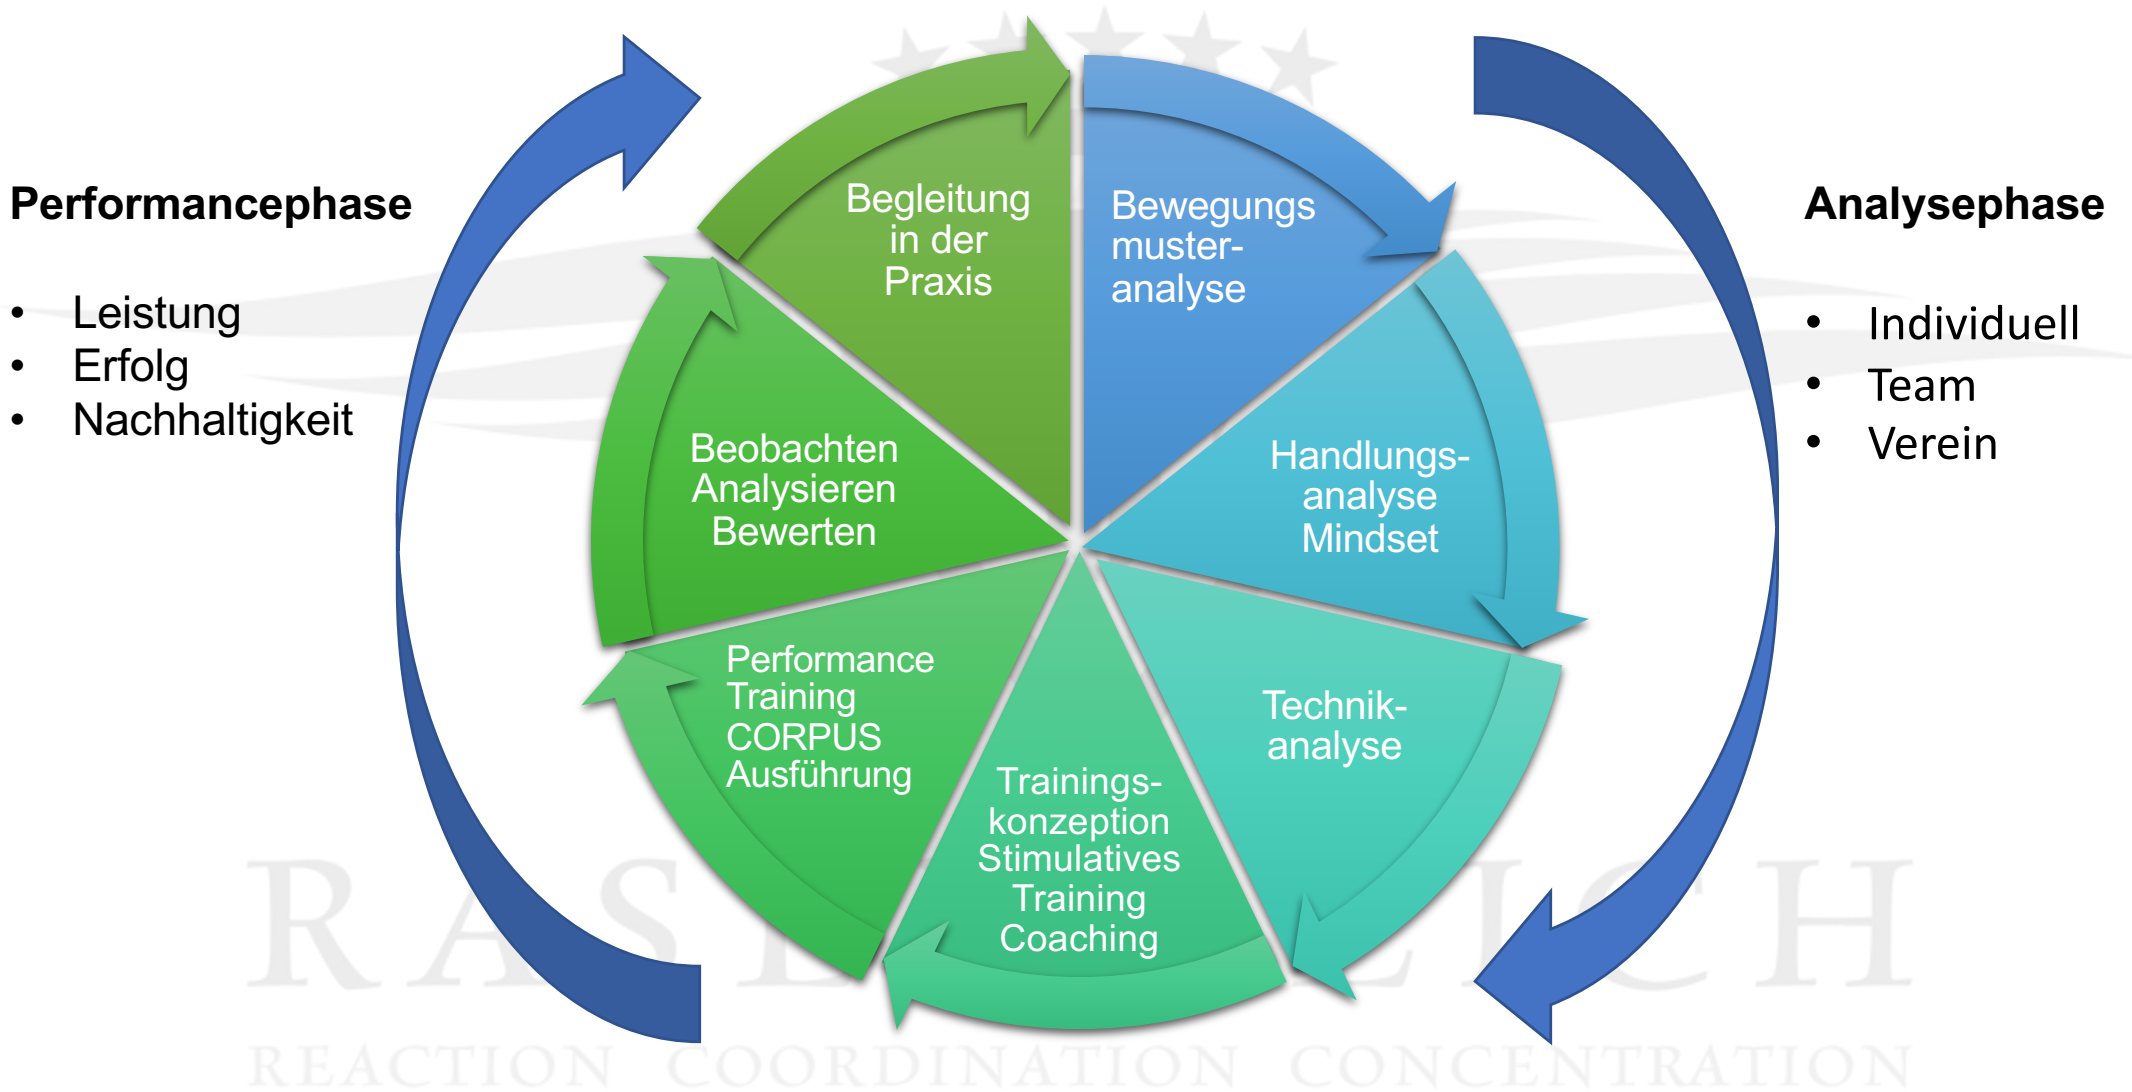 Performancephase
• Leistung
• Erfolg
• Nachhaltigkeit
Begleitung
in der
Praxis
Bewegungs
muster-
analyse
Handlungs-
analyse
Mindset
Technik-
analyse
Trainings-
konzeption
Stimulatives
Training
Coaching
Performance
Training
CORPUS
Ausführung
Beobachten
Analysieren
Bewerten
Analysephase
• Individuell
• Team
• Verein
REACTION COORDINATION CONCENTRATION